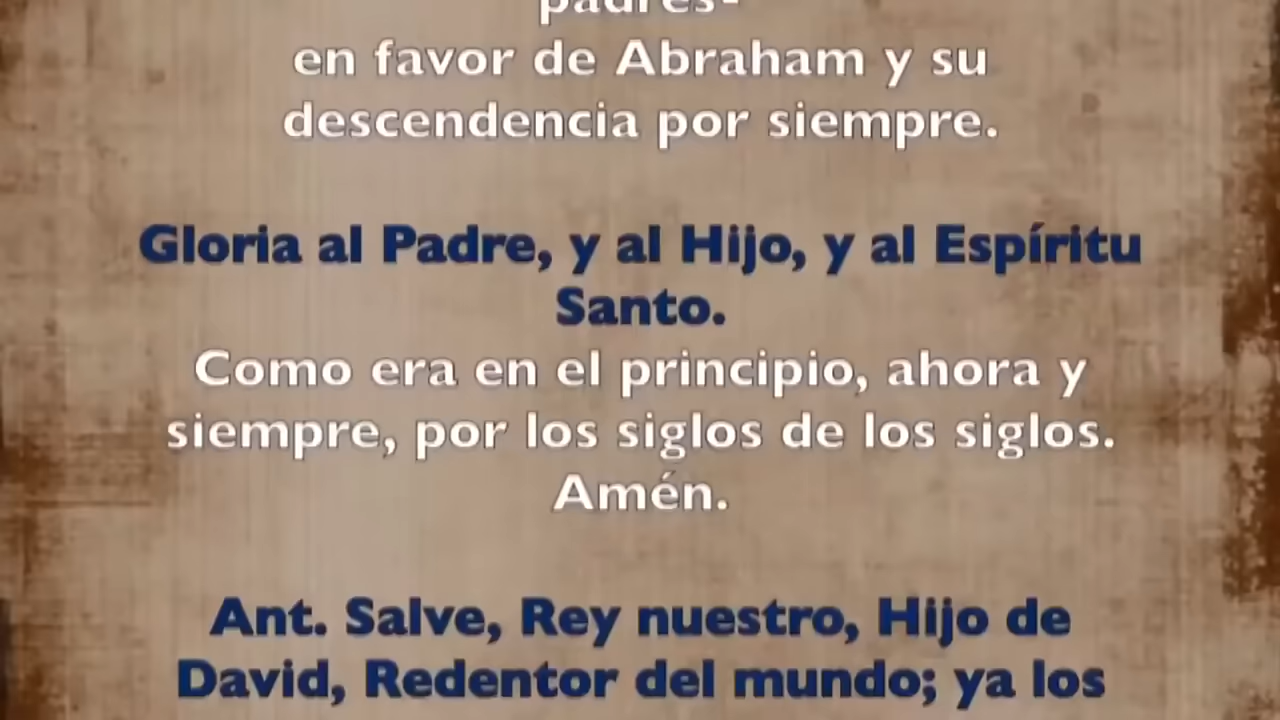 padres-
en favor de Abraham y su
descendencia por siempre.
Gloria al Padre, y al Hijo, y al Espíritu
Santo.
Como era en el principio, ahora y
siempre, por los siglos de los siglos.
Amén.
Ant. Salve, Rey nuestro, Hijo de
David, Redentor del mundo; ya los